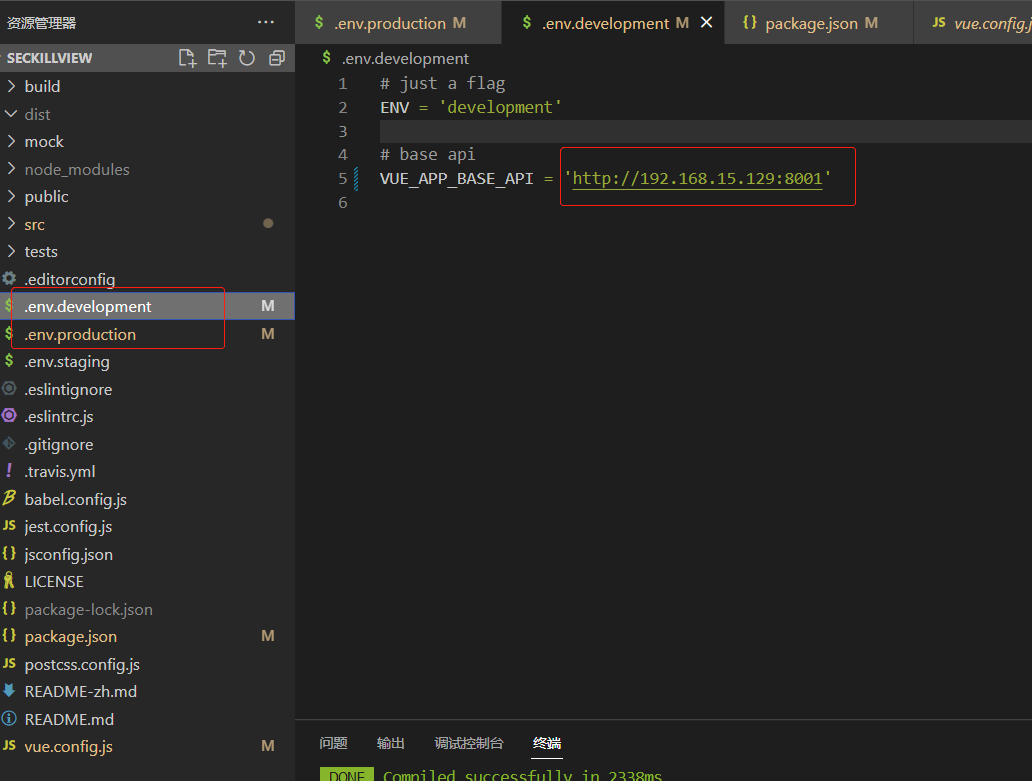 资源管理器 ···
SECKILLVIEW
build
dist
mock
node_modules
public
src
tests
.editorconfig
.env.development M
.env.production M
.env.staging
.eslintignore
.eslintrc.js
.gitignore
.travis.yml
babel.config.js
jest.config.js
jsconfig.json
LICENSE
package-lock.json
package.json M
postcss.config.js
README-zh.md
README.md
vue.config.js M
.env.production M
.env.development M
package.json M
vue.config.j
.env.development
1 # just a flag
2 ENV = 'development'
3
4 # base api
5 VUE_APP_BASE_API = 'http://192.168.15.129:8001'
6
问题 输出 调试控制台 终端
DONE Compiled successfully in 2338ms